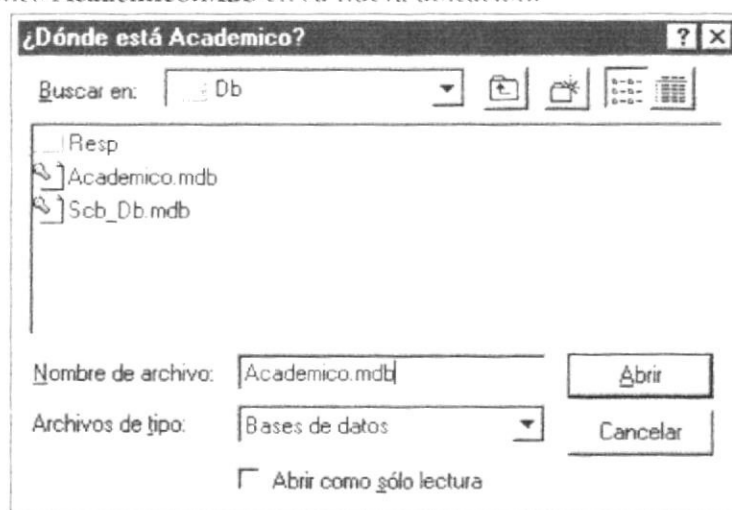 ¿Dónde está Academico?
Buscar en: Db
Resp
Academico.mdb
Scb_Db.mdb
Nombre de archivo: Academico.mdb Abrir
Archivos de tipo: Bases de datos Cancelar
Abrir como sólo lectura